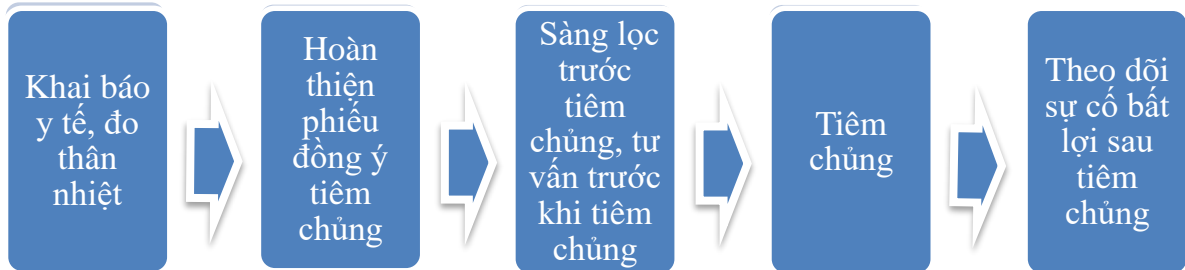 Khai báo
y tế, đo
thân
nhiệt
Hoàn
thiện
phiếu
đồng ý
tiêm
chủng
Sàng lọc
trước
tiêm
chủng, tư
vấn trước
khi tiêm
chủng
Tiêm
chủng
Theo dõi
sự cố bất
lợi sau
tiêm
chủng